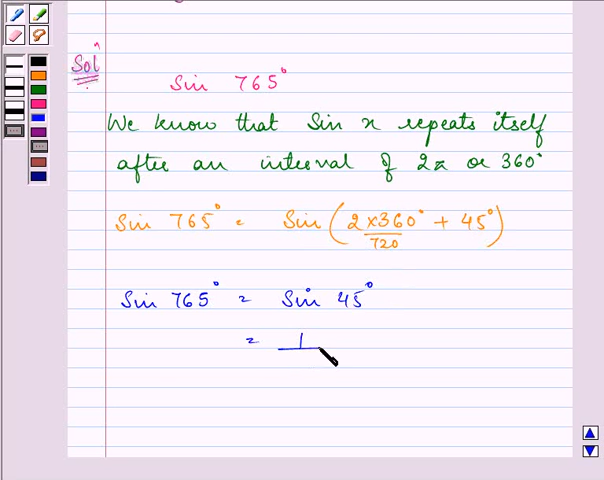 Solⁿ
Sin 765°
We know that Sin x repeats itself
after an interval of 2π or 360°
Sin 765° = Sin (2×360° + 45°)
720
Sin 765° = Sin 45°
= 1